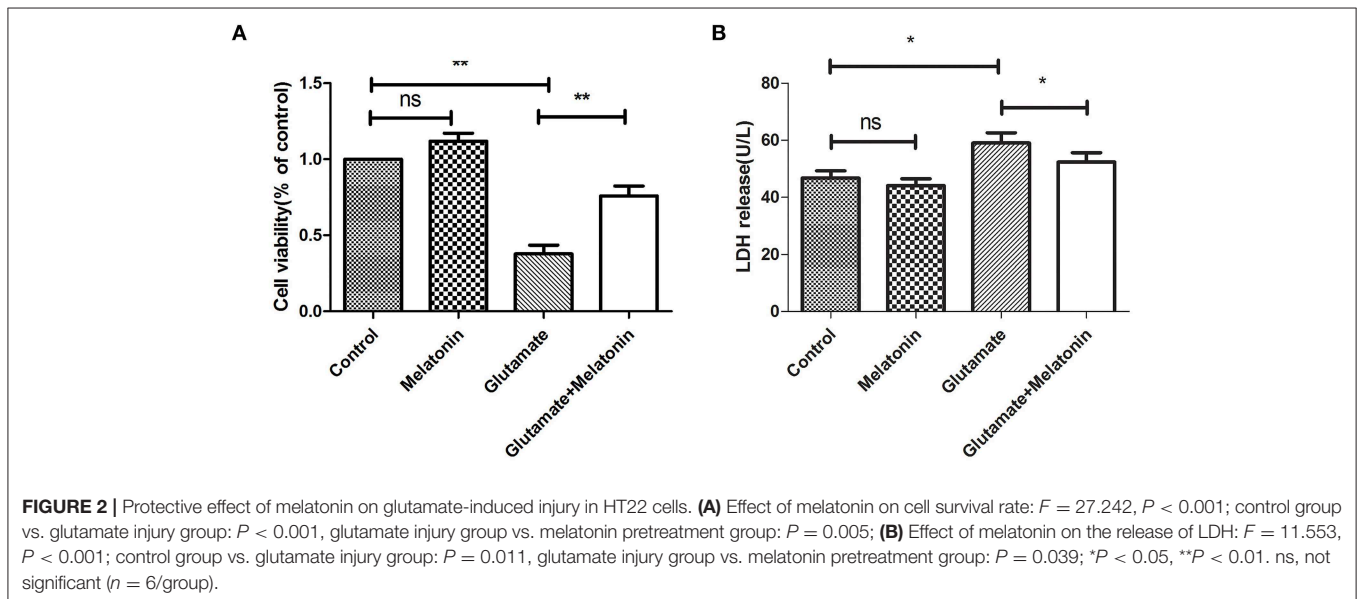 A
**
ns
**
Cell viability(% of control)
1.5
1.0
0.5
0.0
Control
Melatonin
Glutamate
Glutamate+Melatonin
B
*
ns
*
LDH release(U/L)
80
60
40
20
0
Control
Melatonin
Glutamate
Glutamate+Melatonin
FIGURE 2 | Protective effect of melatonin on glutamate-induced injury in HT22 cells. (A) Effect of melatonin on cell survival rate: F = 27.242, P < 0.001; control group
vs. glutamate injury group: P < 0.001, glutamate injury group vs. melatonin pretreatment group: P = 0.005; (B) Effect of melatonin on the release of LDH: F = 11.553,
P < 0.001; control group vs. glutamate injury group: P = 0.011, glutamate injury group vs. melatonin pretreatment group: P = 0.039; *P < 0.05, **P < 0.01. ns, not
significant (n = 6/group).